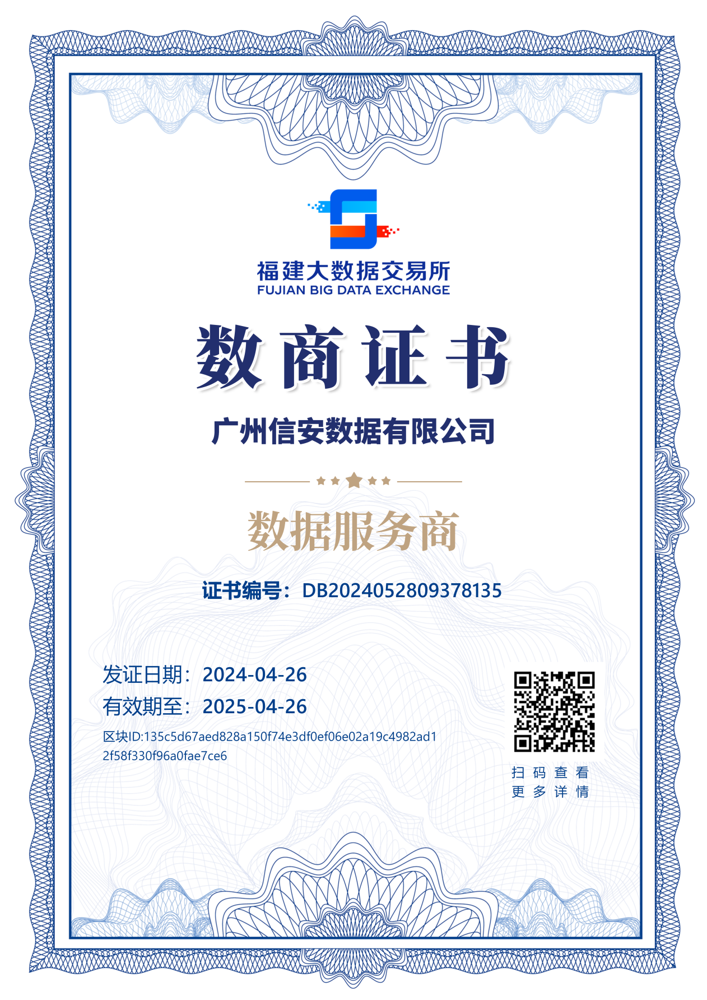 福建大数据交易所
FUJIAN BIG DATA EXCHANGE
数商证书
广州信安数据有限公司
数据服务商
证书编号：DB2024052809378135
发证日期：2024-04-26
有效期至：2025-04-26
区块ID:135c5d67aed828a150f74e3df0ef06e02a19c4982ad1
2f58f330f96a0fae7ce6
扫码查看
更多详情